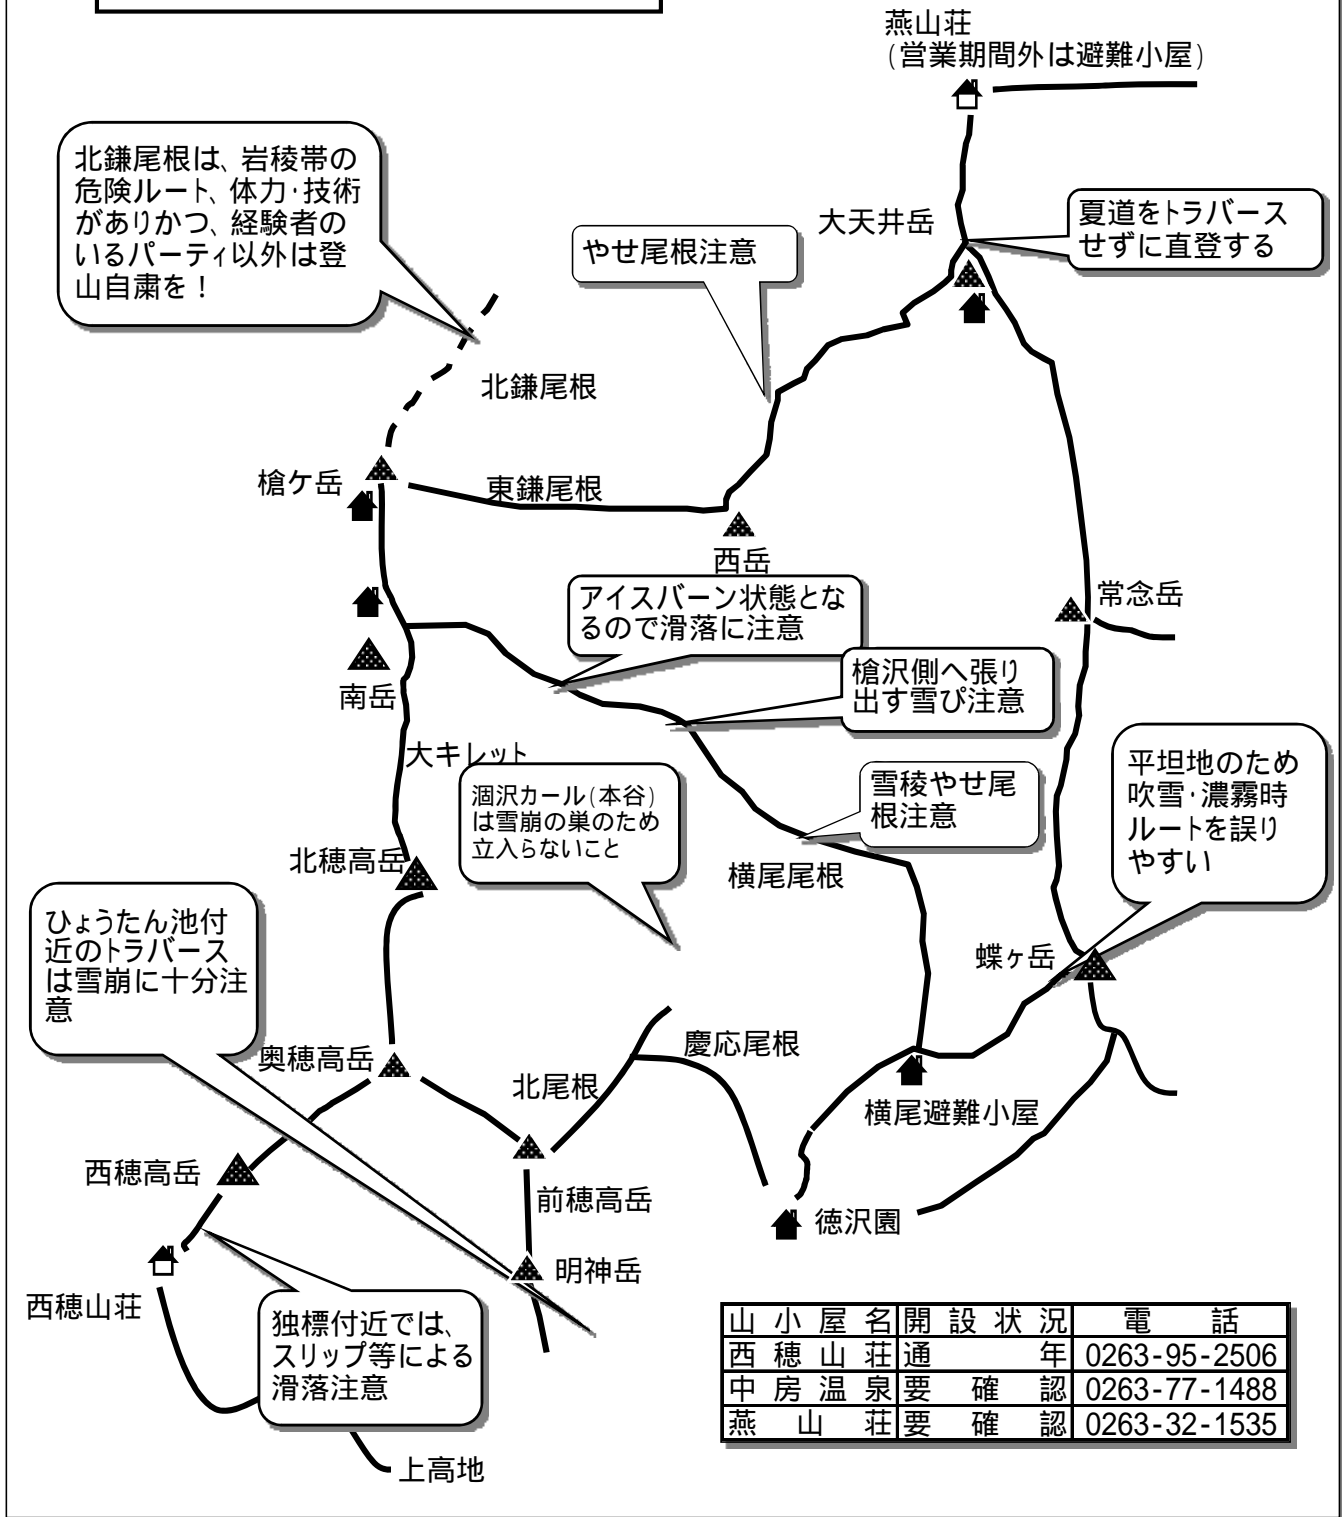 燕山荘
(営業期間外は避難小屋)
北鎌尾根は、岩稜帯の
危険ルート、体力・技術
がありかつ、経験者の
いるパーティ以外は登
山自粛を！
大天井岳
夏道をトラバース
せずに直登する
やせ尾根注意
北鎌尾根
槍ケ岳
東鎌尾根
西岳
アイスバーン状態とな
るので滑落に注意
常念岳
槍沢側へ張り
出す雪ぴ注意
南岳
大キレット
涸沢カール(本谷)
は雪崩の巣のため
立入らないこと
雪稜やせ尾
根注意
平坦地のため
吹雪・濃霧時
ルートを誤り
やすい
北穂高岳
横尾尾根
ひょうたん池付
近のトラバース
は雪崩に十分注
意
蝶ヶ岳
奥穂高岳
北尾根
慶応尾根
横尾避難小屋
西穂高岳
前穂高岳
徳沢園
明神岳
西穂山荘
独標付近では、
スリップ等による
滑落注意
上高地
山小屋名 開設状況 電話
西穂山荘 通年 0263-95-2506
中房温泉 要確認 0263-77-1488
燕山荘 要確認 0263-32-1535